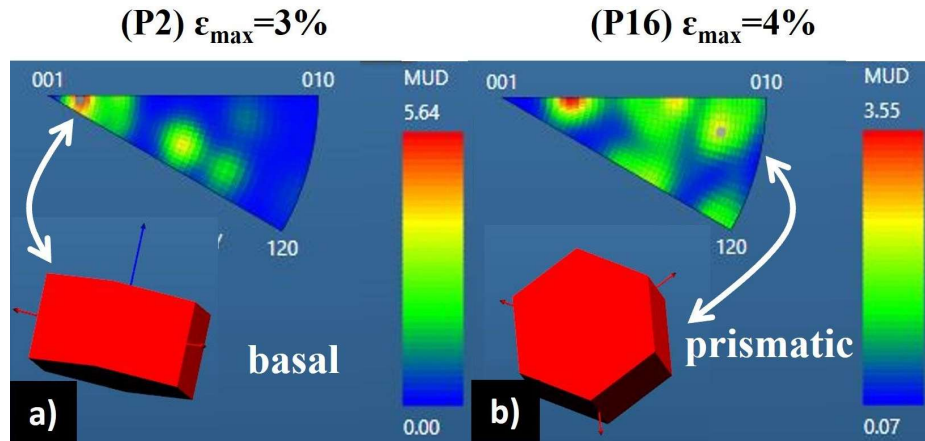 (P2) εmax=3%
(P16) εmax=4%
001
010
MUD
5.64
120
basal
a)
0.00
001
010
MUD
3.55
120
prismatic
b)
0.07